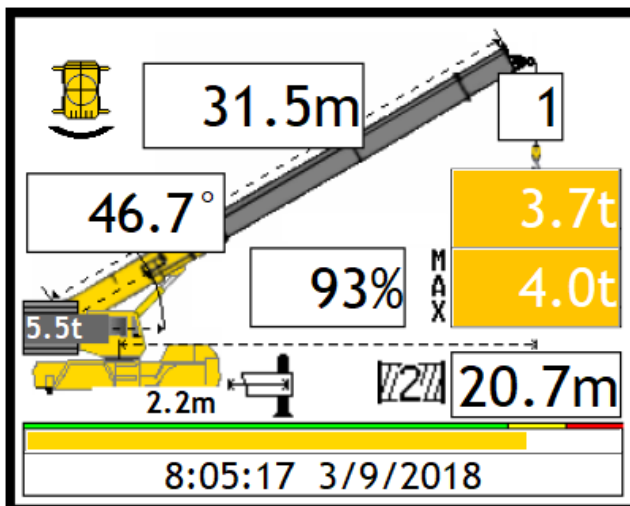 31.5m
1
46.7°
3.7t
93%
MAX
4.0t
5.5t
2.2m
2
20.7m
8:05:17 3/9/2018